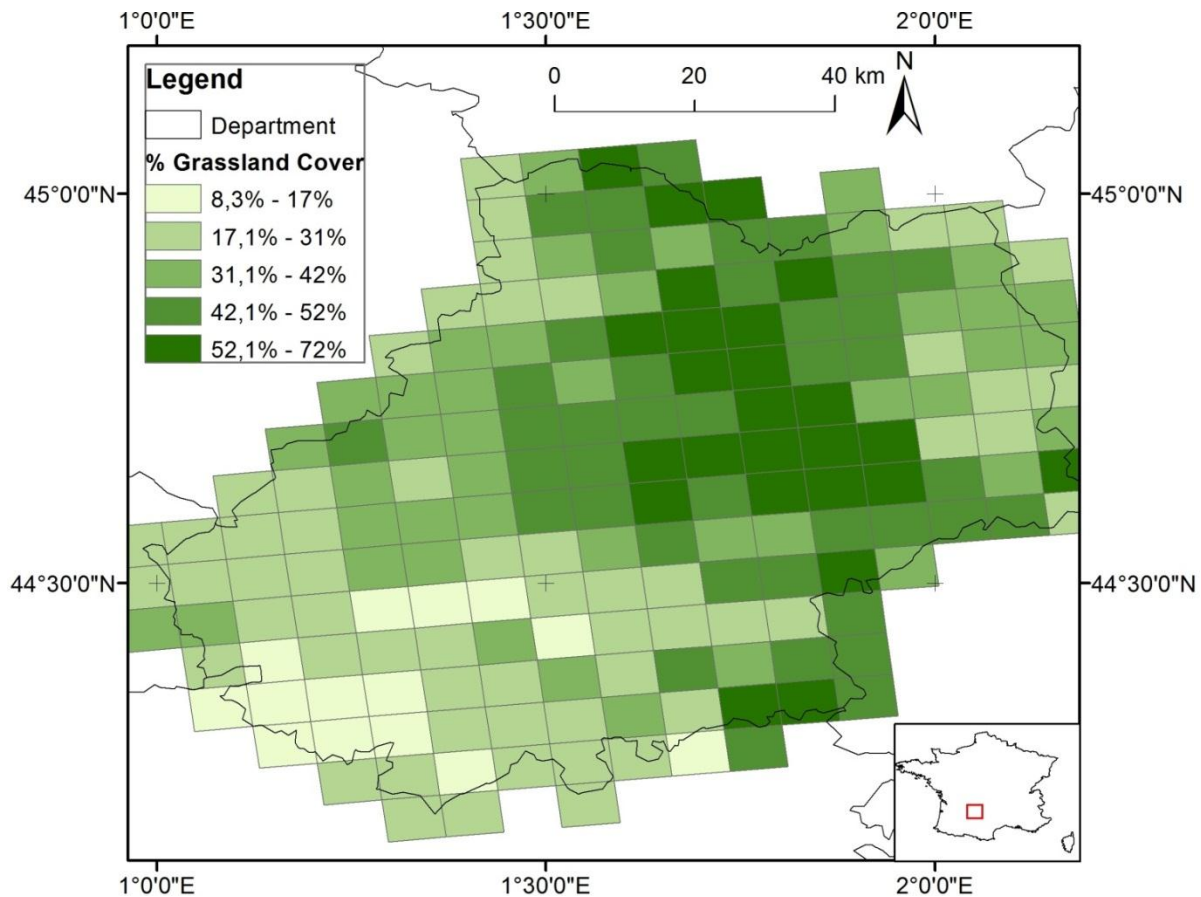 1°0'0"E 1°30'0"E 2°0'0"E
Legend
Department
% Grassland Cover
8,3% - 17%
17,1% - 31%
31,1% - 42%
42,1% - 52%
52,1% - 72%
0 20 40 km
N
45°0'0"N 45°0'0"N
44°30'0"N 44°30'0"N
1°0'0"E 1°30'0"E 2°0'0"E